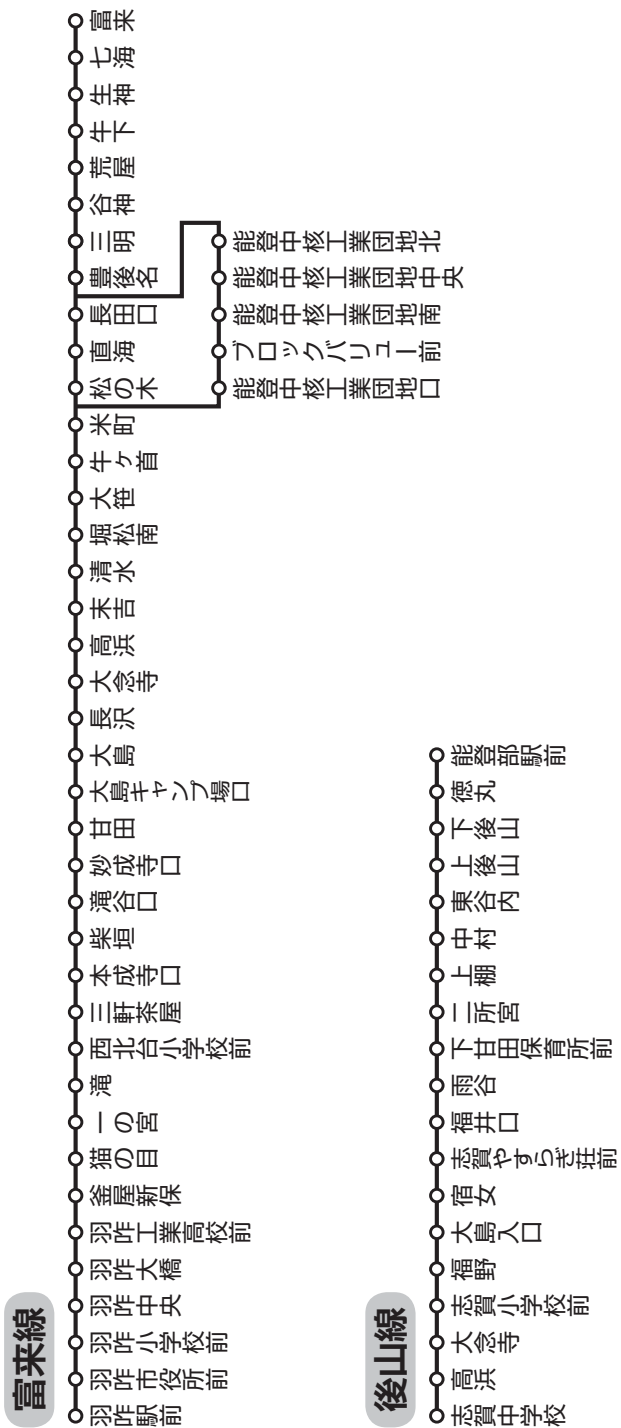 富来線
羽咋駅前
羽咋市役所前
羽咋小学校前
羽咋中央
羽咋大橋
羽咋工業高校前
釜屋新保
猫の目
一の宮
滝
西北台小学校前
三軒茶屋
本成寺口
柴垣
滝谷口
妙成寺口
甘田
大島キャンプ場口
大島
長沢
大念寺
高浜
末吉
清水
堀松南
大笹
牛ヶ首
米町
松の木
直海
長田口
豊後名
三明
谷神
荒屋
牛下
生神
七海
富来
能登中核工業団地口
ブロックバリュー前
能登中核工業団地南
能登中核工業団地中央
能登中核工業団地北
後山線
志賀中学校
高浜
大念寺
志賀小学校前
福野
大島入口
宿女
志賀やすらぎ荘前
福井口
雨谷
下甘田保育所前
二所宮
上棚
中村
東谷内
上後山
下後山
徳丸
能登部駅前